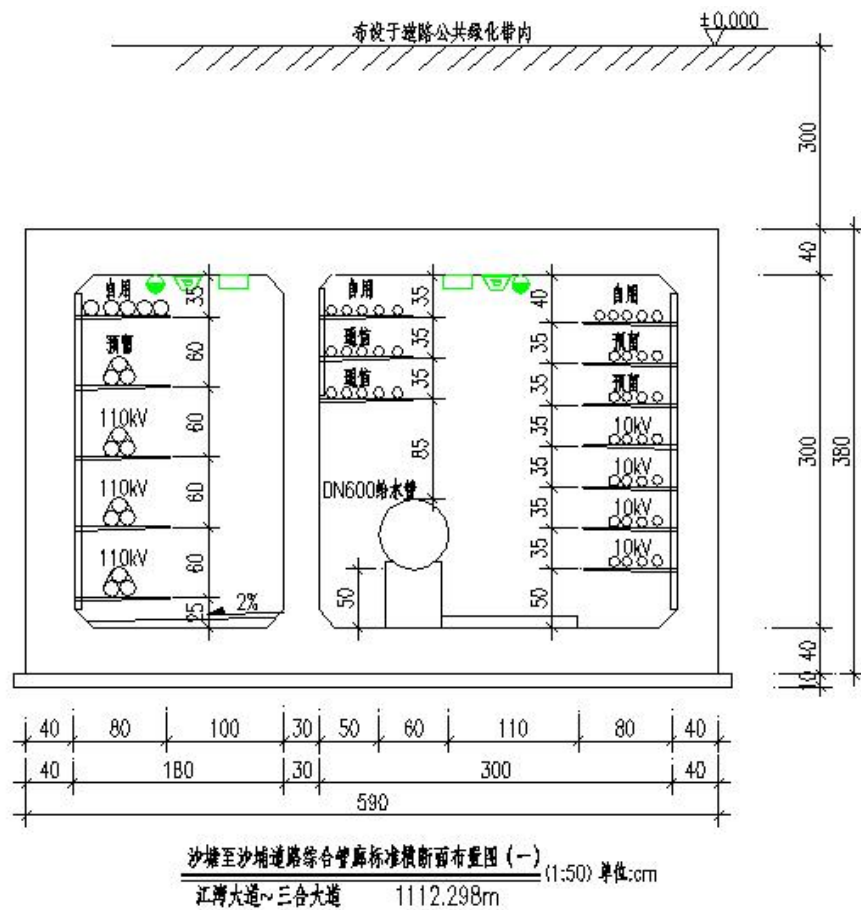 布设于道路公共绿化带内
±0.000
300
40
300
380
40
10
自用
预留
110kV
110kV
110kV
35
60
60
60
60
25
2%
自用
通信
通信
35
35
35
85
DN600给水管
50
40
35
35
35
35
35
35
50
自用
预留
预留
10kV
10kV
10kV
10kV
40 80 100 30 50 60 110 80 40
40 180 30 300 40
590
沙塘至沙埔道路综合管廊标准横断面布置图（一）
(1:50) 单位:cm
江湾大道~三合大道 1112.298m